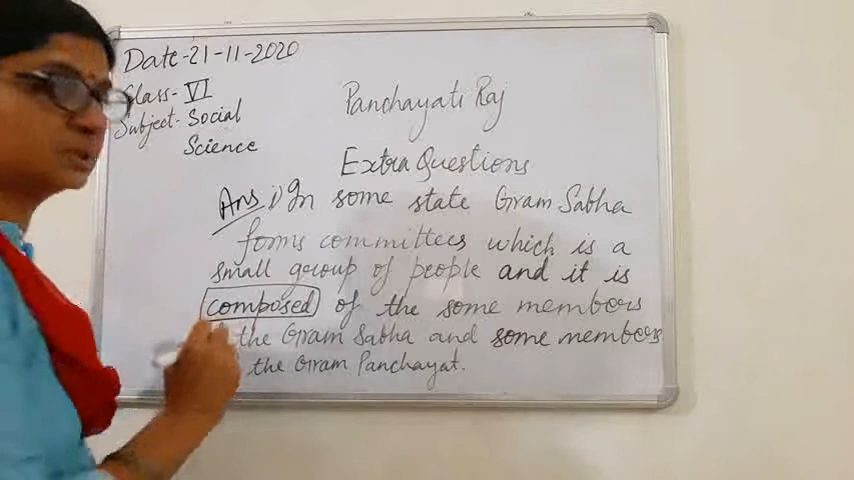 Date-21-11-2020
Class- VI
Subject- Social
Science
Panchayati Raj
Extra Questions
Ans 1) In some state Gram Sabha
forms committees which is a
small group of people and it is
composed of the some members
the Gram Sabha and some members
the Gram Panchayat.